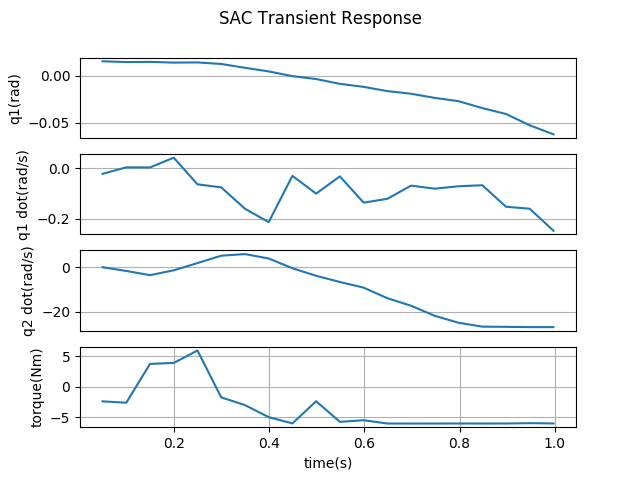 SAC Transient Response
0.00
−0.05
q1(rad)
0.0
−0.2
q1 dot(rad/s)
0
−20
q2 dot(rad/s)
5
0
−5
torque(Nm)
0.2 0.4 0.6 0.8 1.0
time(s)